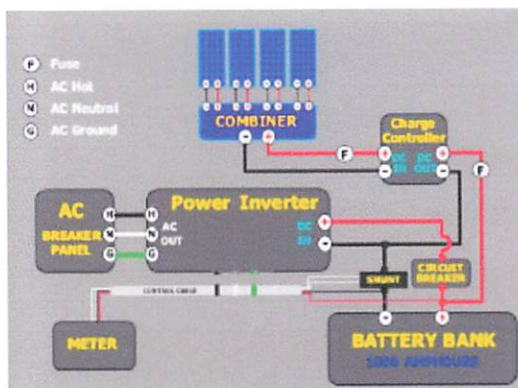 F Fuse
H AC Hot
N AC Neutral
G AC Ground
COMBINER
- +
F
Charge
Controller
+ DC DC +
- IN OUT -
F
AC
BREAKER
PANEL
H H
N N
G G
Power Inverter
AC
OUT
DC +
IN -
SHUNT
CIRCUIT
BREAKER
CONTROL CABLE
METER
- +
BATTERY BANK
AMPHOURS